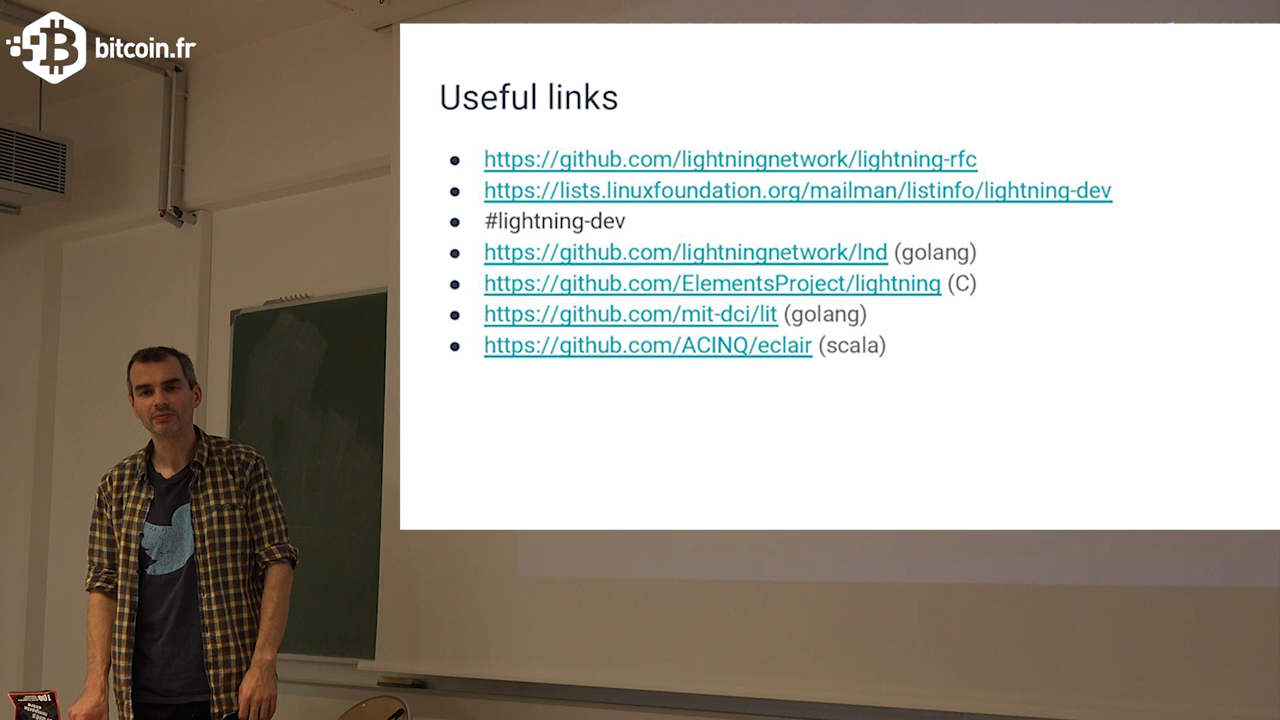 bitcoin.fr
Useful links
https://github.com/lightningnetwork/lightning-rfc
https://lists.linuxfoundation.org/mailman/listinfo/lightning-dev
#lightning-dev
https://github.com/lightningnetwork/lnd (golang)
https://github.com/ElementsProject/lightning (C)
https://github.com/mit-dci/lit (golang)
https://github.com/ACINQ/eclair (scala)
100